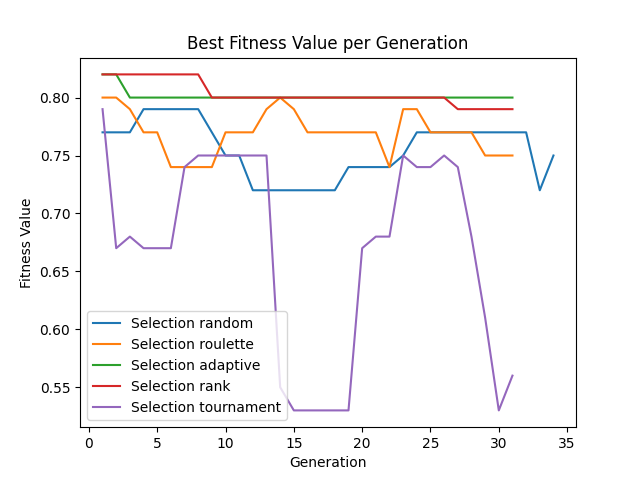 Best Fitness Value per Generation
Fitness Value
0.80
0.75
0.70
0.65
0.60
0.55
Selection random
Selection roulette
Selection adaptive
Selection rank
Selection tournament
0 5 10 15 20 25 30 35
Generation